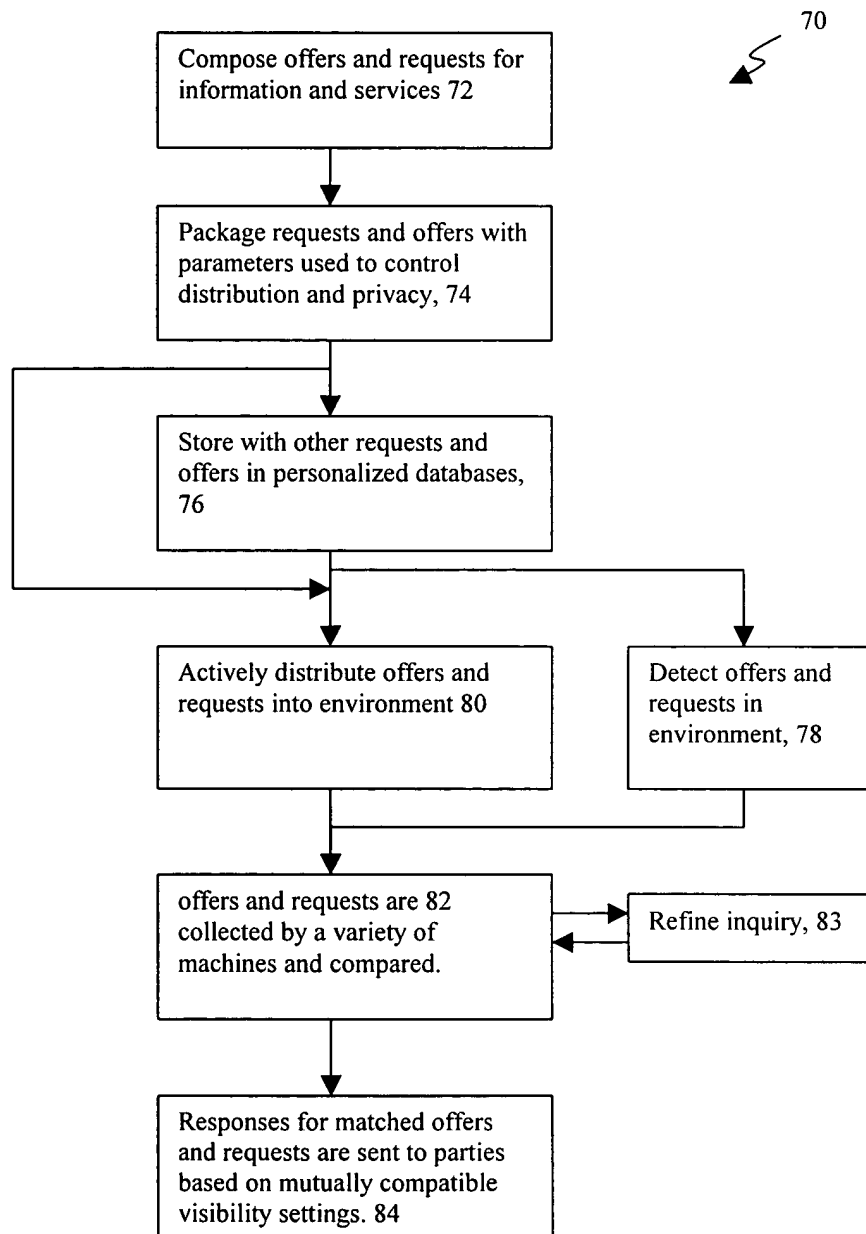 70
Compose offers and requests for
information and services 72
Package requests and offers with
parameters used to control
distribution and privacy, 74
Store with other requests and
offers in personalized databases,
76
Actively distribute offers and
requests into environment 80
Detect offers and
requests in
environment, 78
offers and requests are 82
collected by a variety of
machines and compared.
Refine inquiry, 83
Responses for matched offers
and requests are sent to parties
based on mutually compatible
visibility settings. 84